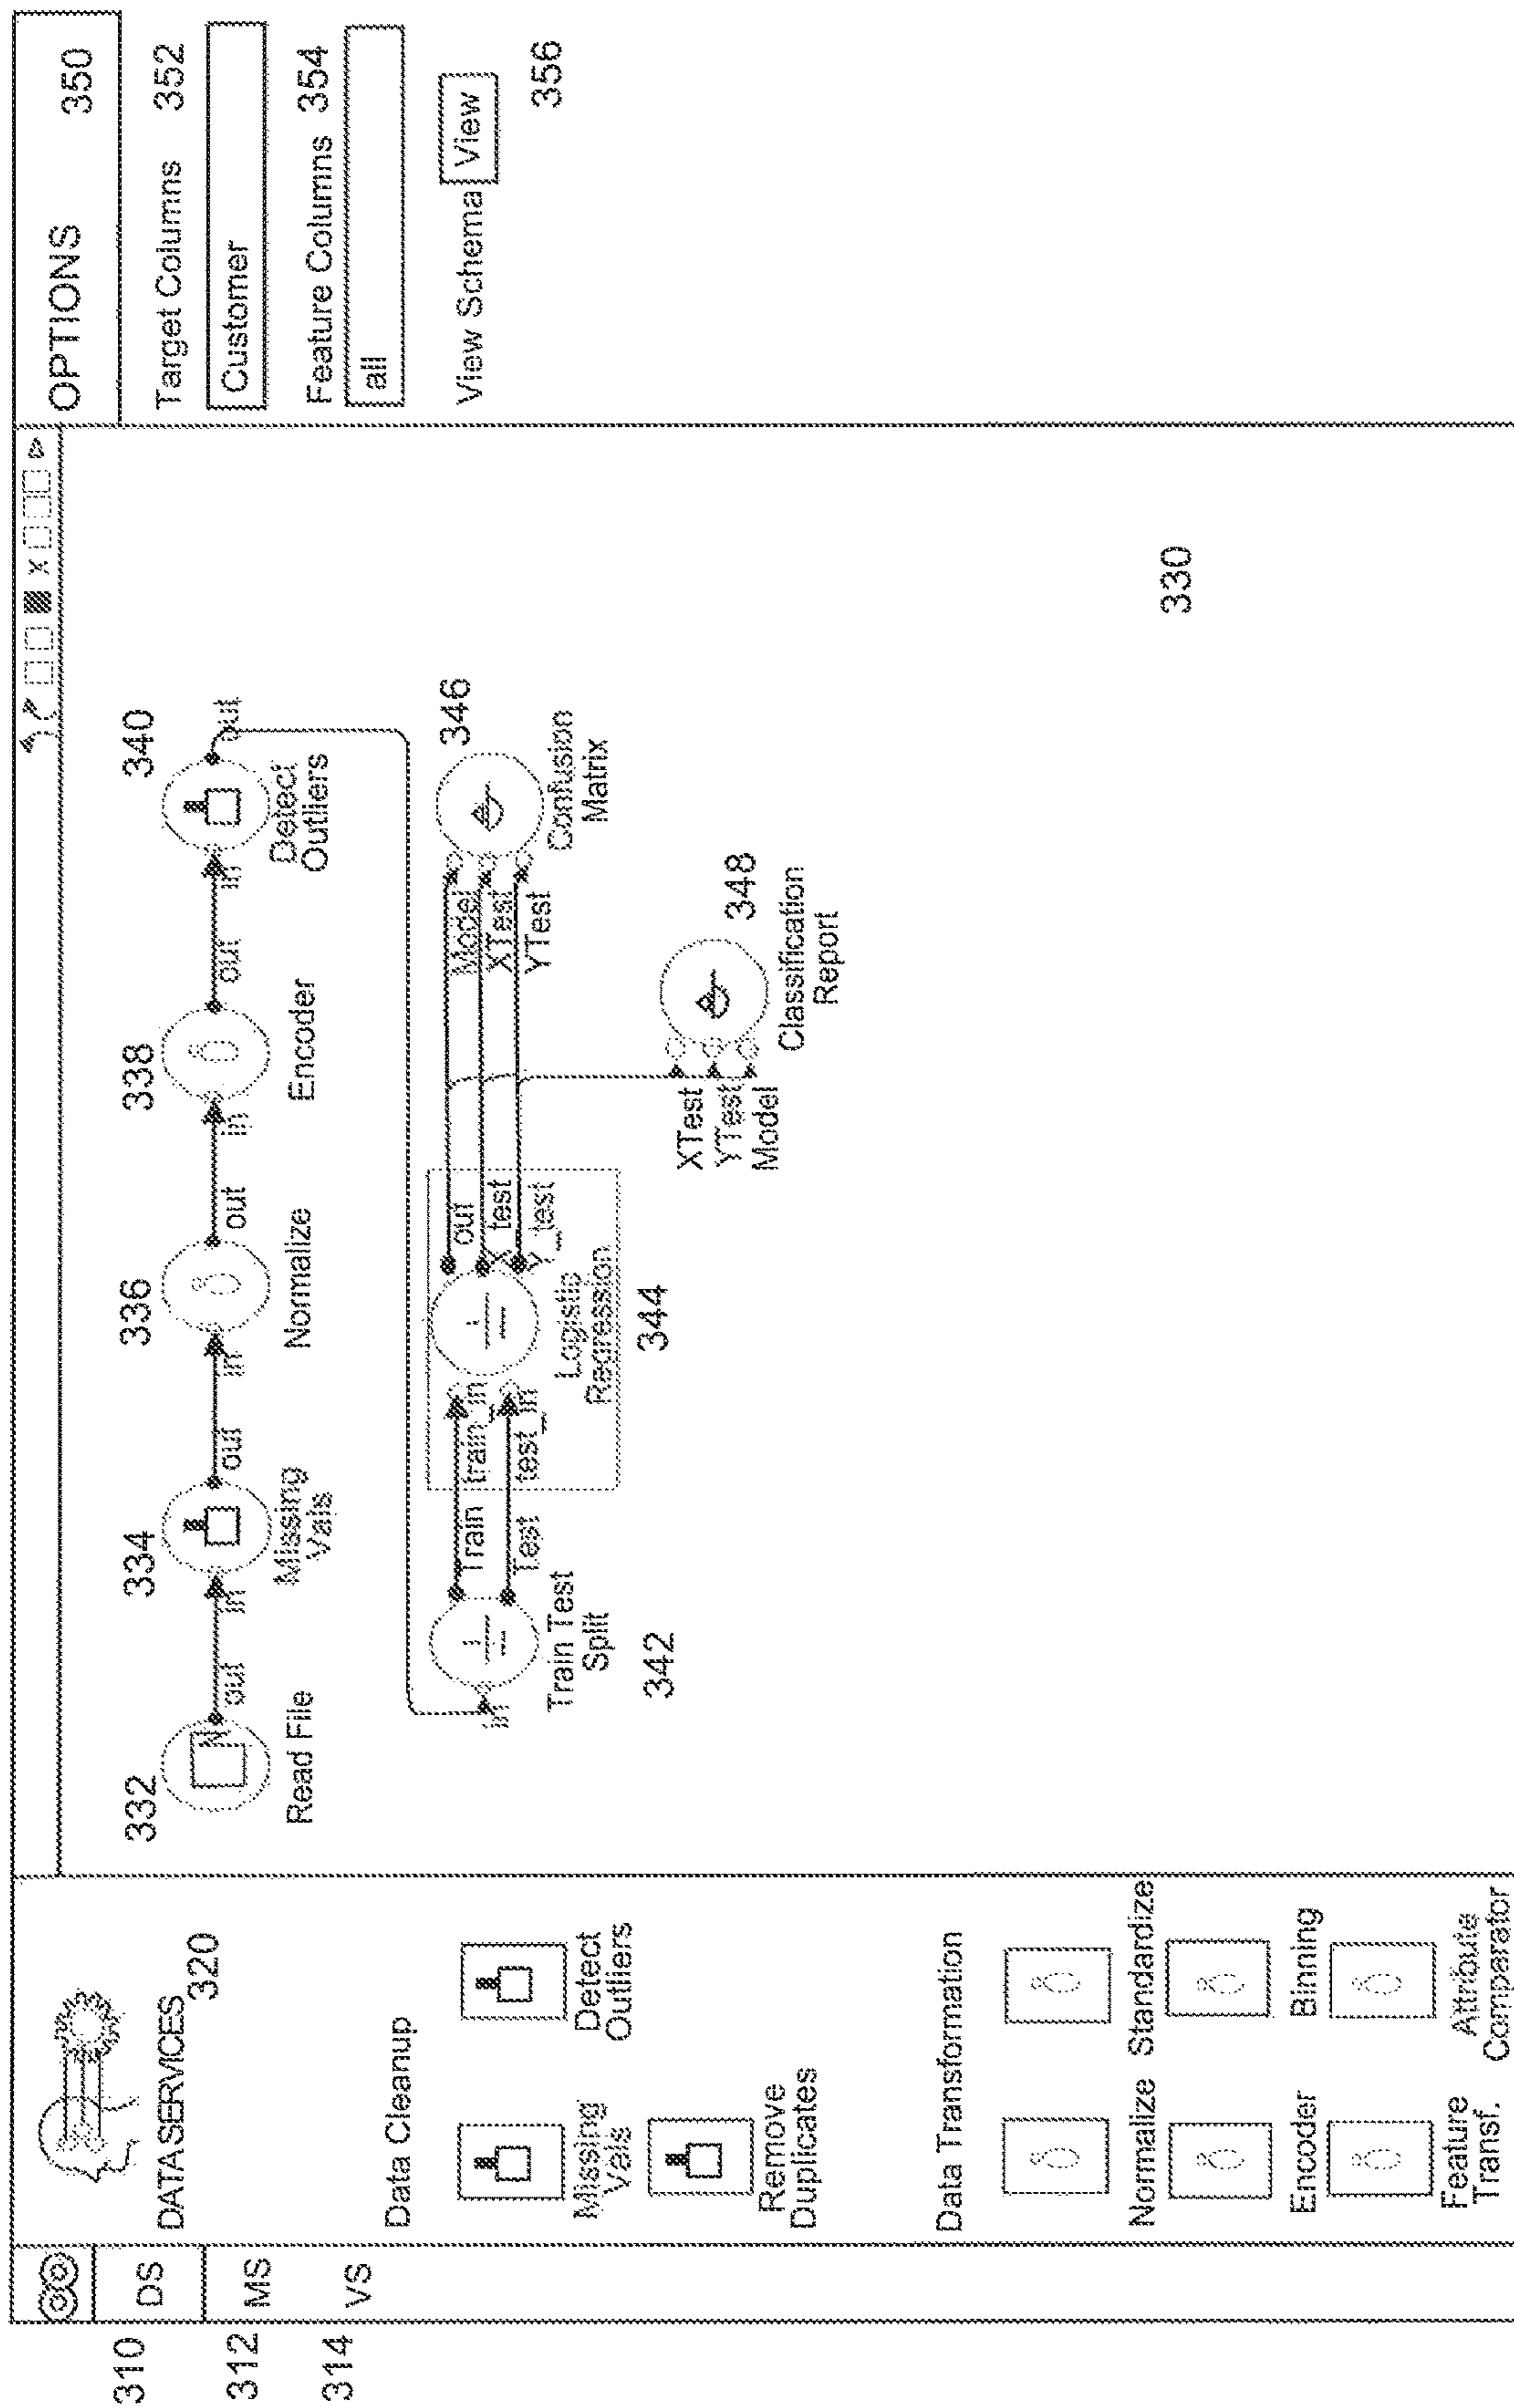 310
DS
312
MS
314
VS
DATA SERVICES
320
Data Cleanup
Missing
Vals
Detect
Outliers
Remove
Duplicates
Data Transformation
Normalize
Standardize
Encoder
Binning
Feature
Transf.
Attribute
Comparator
332
out
Read File
334
in
out
Missing
Vals
336
in
out
Normalize
338
in
out
Encoder
340
in
out
Detect
Outliers
in
Train
Test
Train Test
Split
342
train_in
test_in
out
X_test
Y_test
Logistic
Regression
344
346
Model
XTest
YTest
Confusion
Matrix
348
XTest
YTest
Model
Classification
Report
330
OPTIONS
350
Target Columns
352
Customer
Feature Columns
354
all
View Schema
View
356